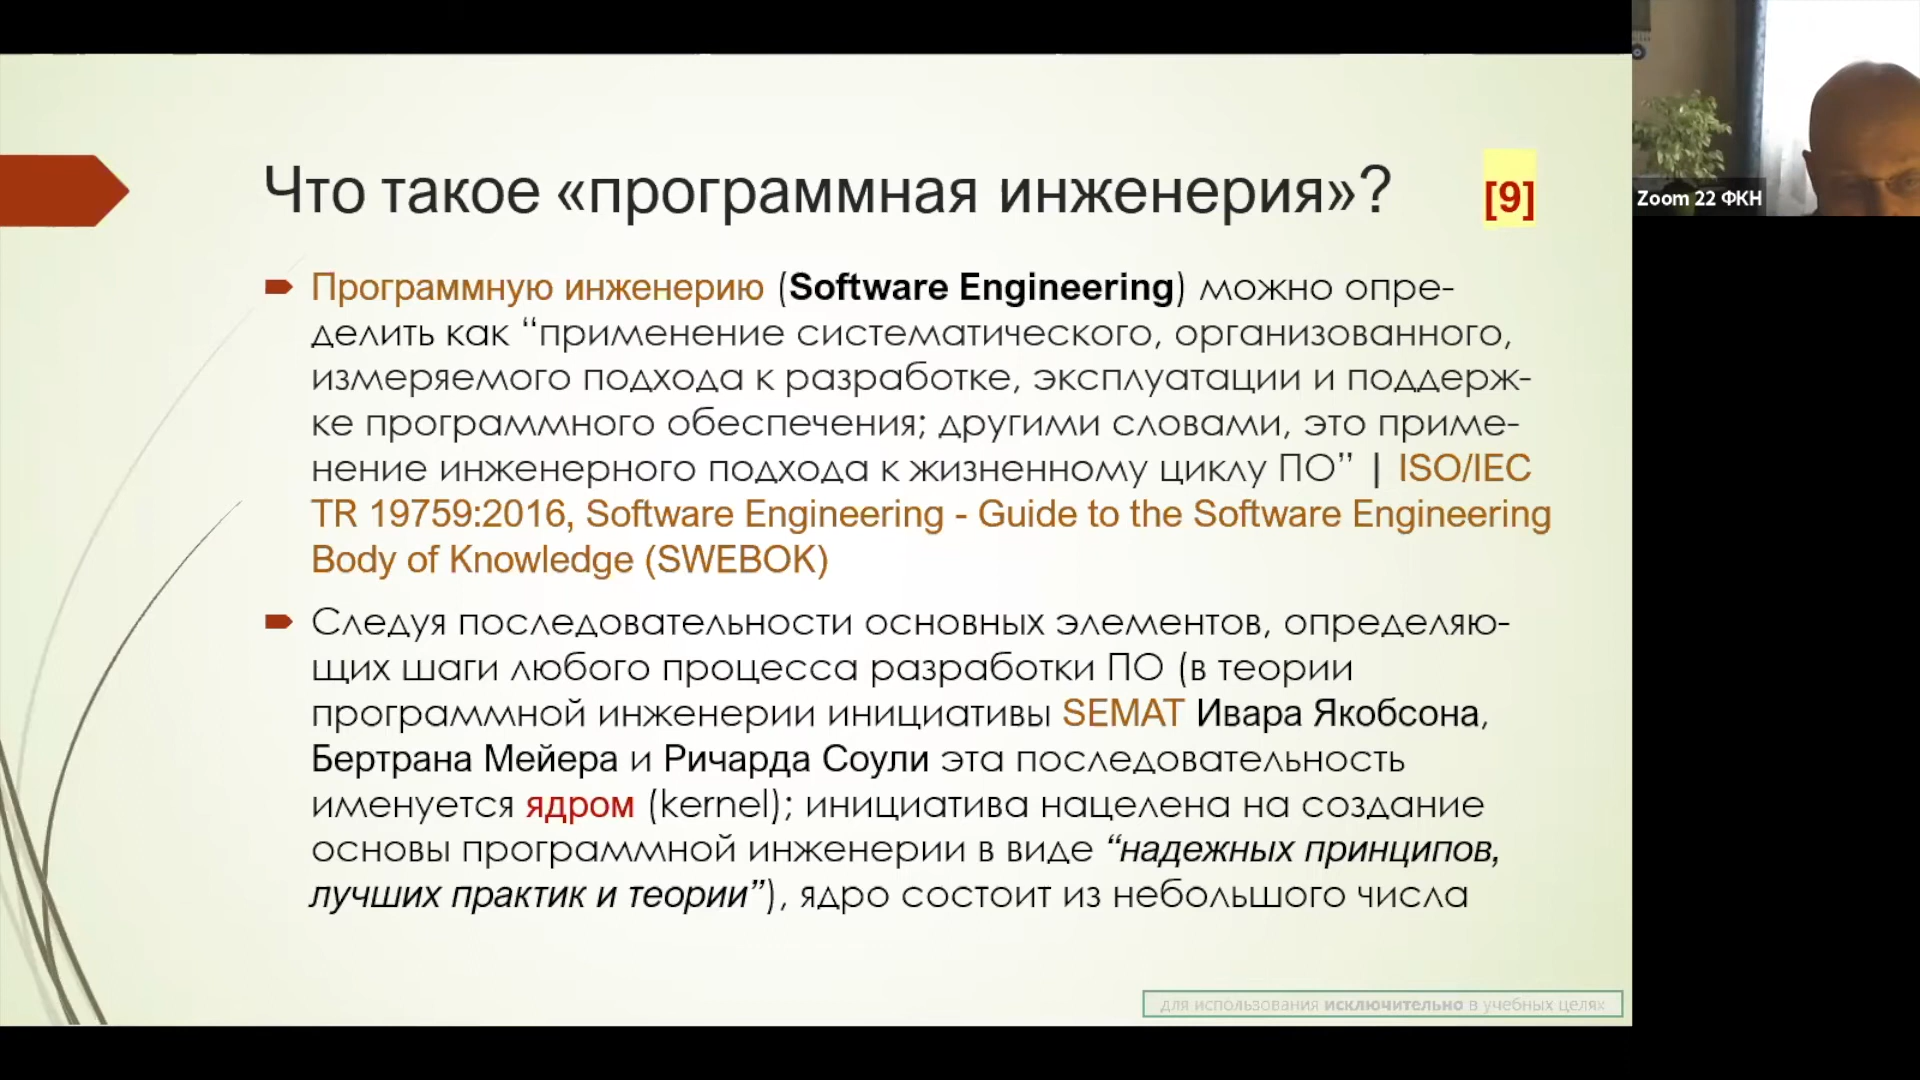 Что такое «программная инженерия»? [9]
Программную инженерию (Software Engineering) можно опре-
делить как “применение систематического, организованного,
измеряемого подхода к разработке, эксплуатации и поддерж-
ке программного обеспечения; другими словами, это приме-
нение инженерного подхода к жизненному циклу ПО” | ISO/IEC
TR 19759:2016, Software Engineering - Guide to the Software Engineering
Body of Knowledge (SWEBOK)
Следуя последовательности основных элементов, определяю-
щих шаги любого процесса разработки ПО (в теории
программной инженерии инициативы SEMAT Ивара Якобсона,
Бертрана Мейера и Ричарда Соули эта последовательность
именуется ядром (kernel); инициатива нацелена на создание
основы программной инженерии в виде “надежных принципов,
лучших практик и теории”), ядро состоит из небольшого числа
для использования исключительно в учебных целях
Zoom 22 ФКН